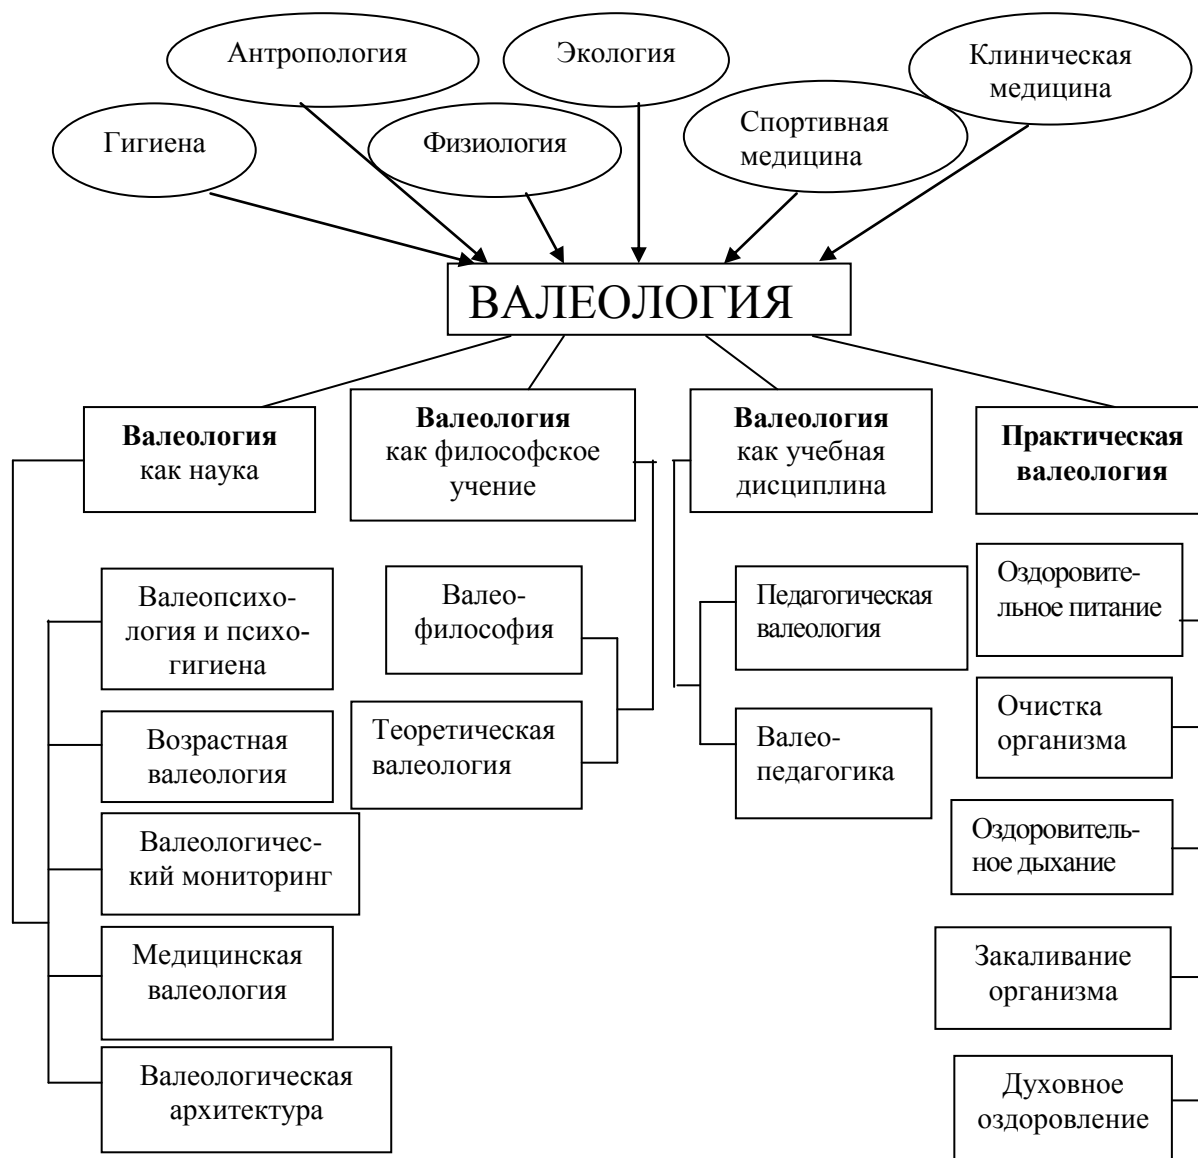 Антропология
Экология
Клиническая
медицина
Гигиена
Физиология
Спортивная
медицина
ВАЛЕОЛОГИЯ
Валеология
как наука
Валеология
как философское
учение
Валеология
как учебная
дисциплина
Практическая
валеология
Валеопсихо-
логия и психо-
гигиена
Возрастная
валеология
Валеологичес-
кий мониторинг
Медицинская
валеология
Валеологическая
архитектура
Валео-
философия
Теоретическая
валеология
Педагогическая
валеология
Валео-
педагогика
Оздоровите-
льное питание
Очистка
организма
Оздоровитель-
ное дыхание
Закаливание
организма
Духовное
оздоровление